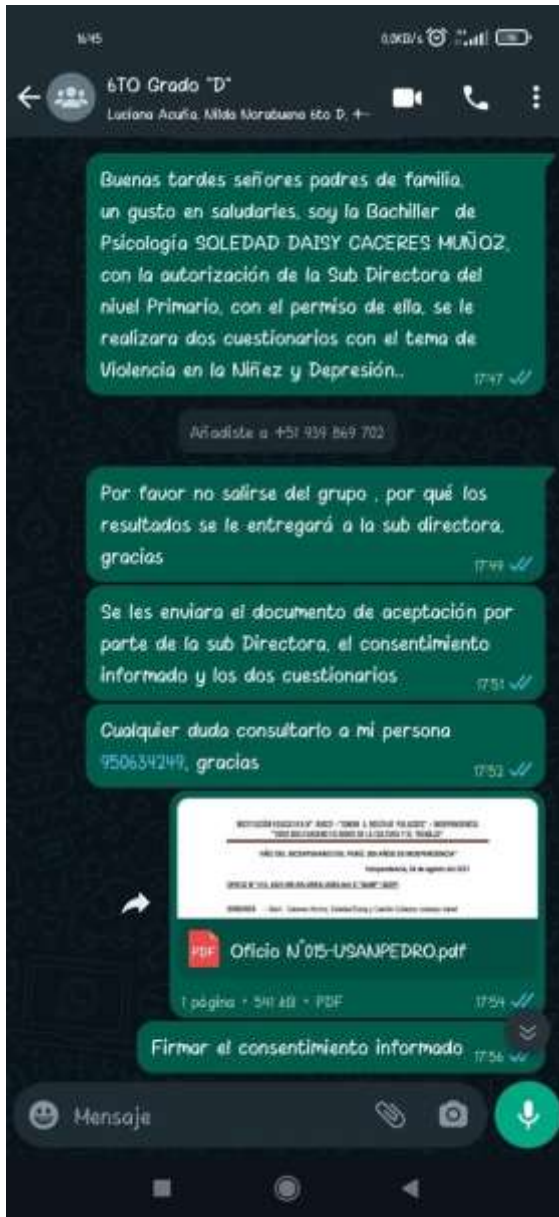 16:45
6TO Grado "D"
Luciana Acuña, Nilda Norabuena 6to D, +
Buenas tardes señores padres de familia,
un gusto en saludarles, soy la Bachiller de
Psicología SOLEDAD DAISY CACERES MUÑOZ,
con la autorización de la Sub Directora del
nivel Primario, con el permiso de ella, se le
realizara dos cuestionarios con el tema de
Violencia en la Niñez y Depresión..
17:47
Añadiste a +51 939 869 702
Por favor no salirse del grupo , por qué los
resultados se le entregará a la sub directora,
gracias
17:49
Se les enviara el documento de aceptación por
parte de la sub Directora, el consentimiento
informado y los dos cuestionarios
17:51
Cualquier duda consultarlo a mi persona
950634249, gracias
17:52
PDF
Oficio N°015-USANPEDRO.pdf
1 página • 541 kB • PDF
17:54
Firmar el consentimiento informado
17:56
Mensaje